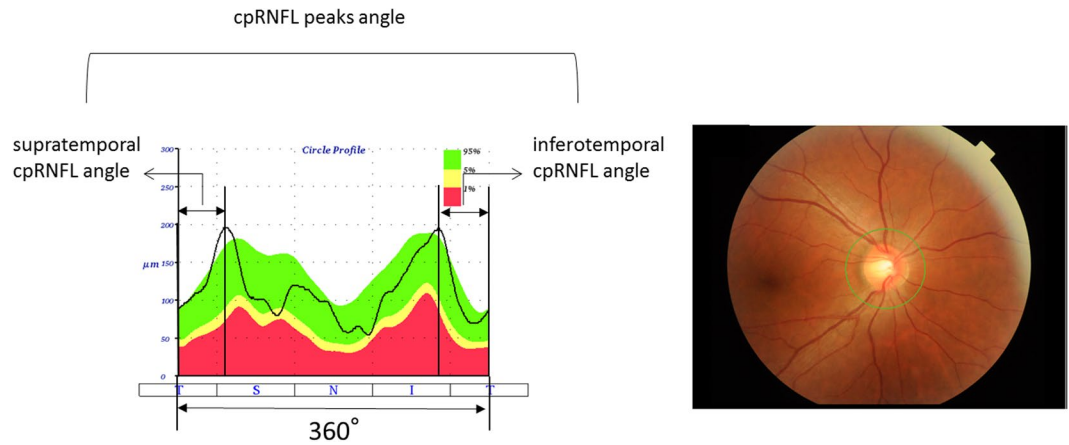 cpRNFL peaks angle
supratemporal
cpRNFL angle
inferotemporal
cpRNFL angle
Circle Profile
95%
5%
1%
300
250
200
μm 150
100
50
0
T S N I T
360°